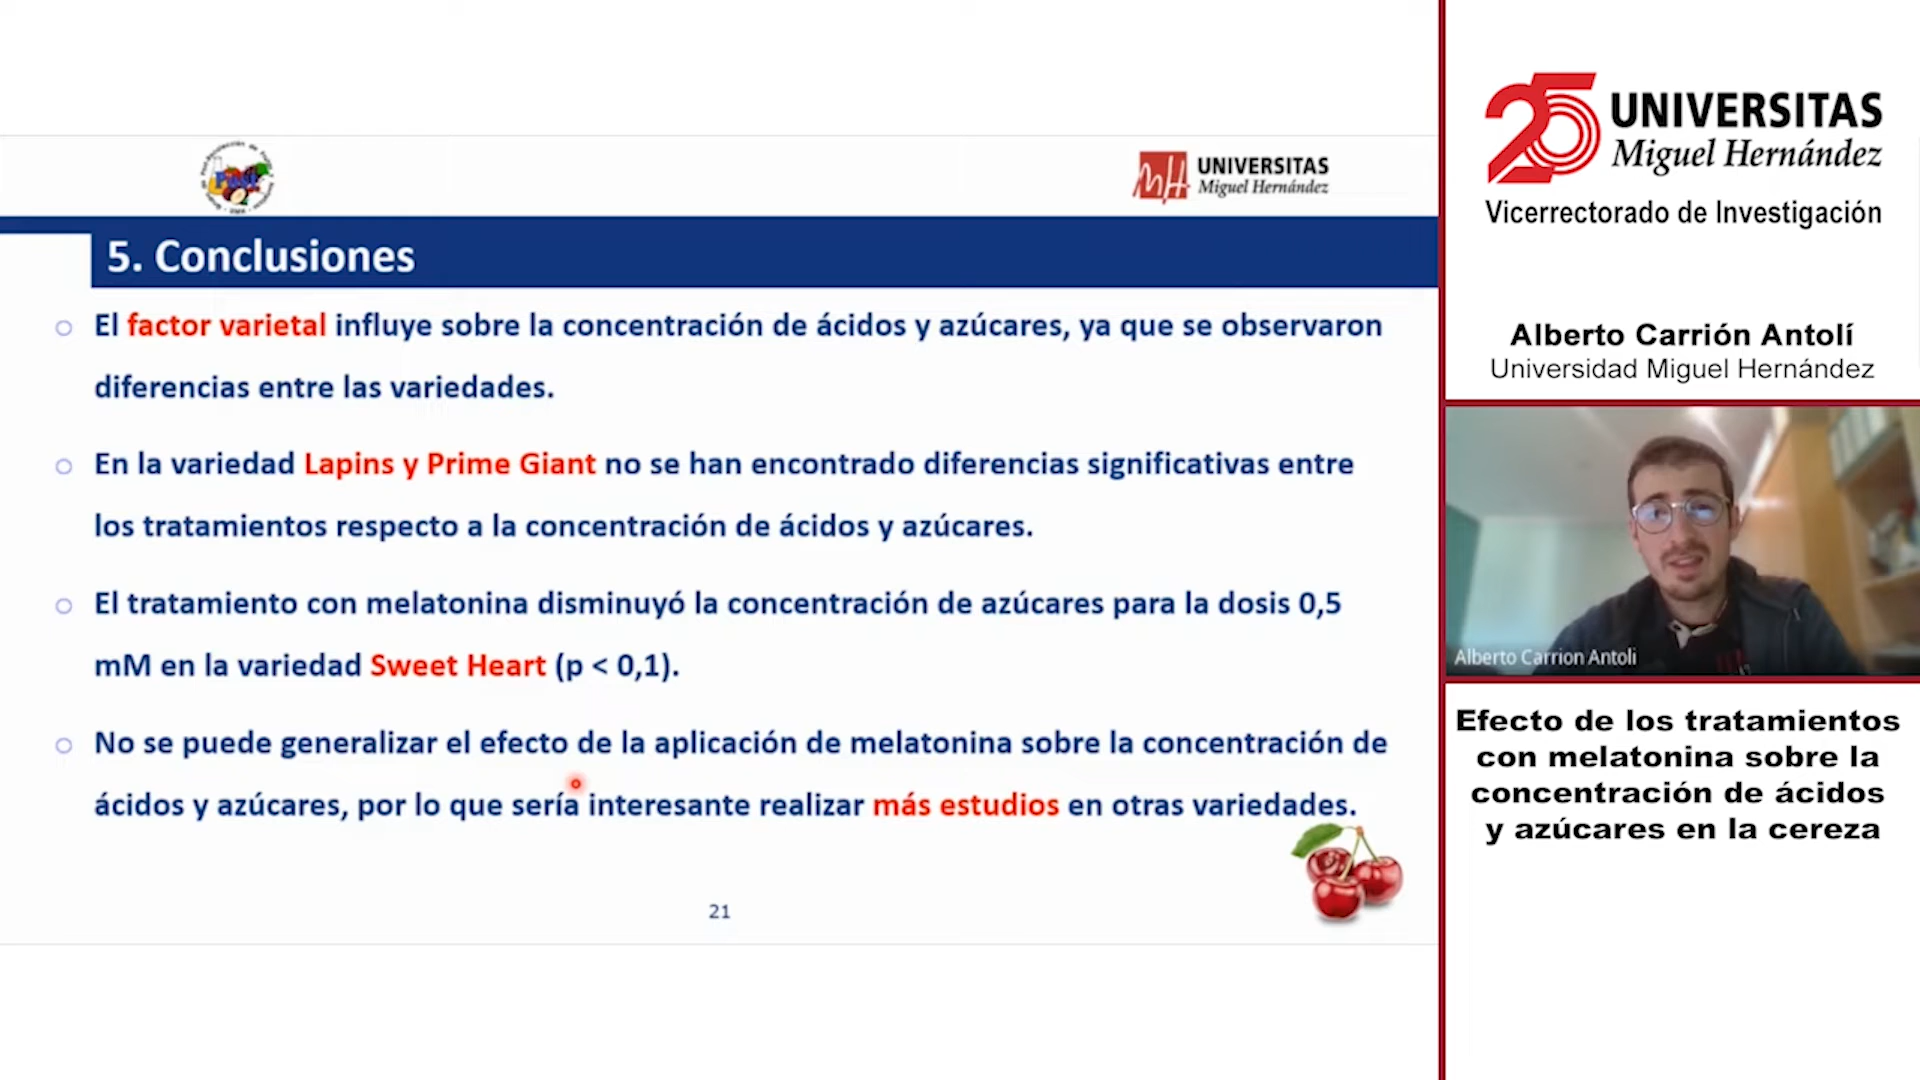 UNIVERSITAS
Miguel Hernández
5. Conclusiones
El factor varietal influye sobre la concentración de ácidos y azúcares, ya que se observaron
diferencias entre las variedades.
En la variedad Lapins y Prime Giant no se han encontrado diferencias significativas entre
los tratamientos respecto a la concentración de ácidos y azúcares.
El tratamiento con melatonina disminuyó la concentración de azúcares para la dosis 0,5
mM en la variedad Sweet Heart (p < 0,1).
No se puede generalizar el efecto de la aplicación de melatonina sobre la concentración de
ácidos y azúcares, por lo que sería interesante realizar más estudios en otras variedades.
21
25 UNIVERSITAS
Miguel Hernández
Vicerrectorado de Investigación
Alberto Carrión Antolí
Universidad Miguel Hernández
Alberto Carrion Antoli
Efecto de los tratamientos
con melatonina sobre la
concentración de ácidos
y azúcares en la cereza